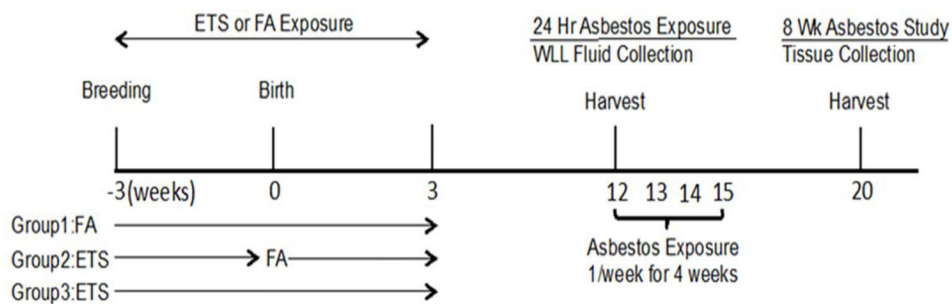 ETS or FA Exposure
24 Hr Asbestos Exposure
WLL Fluid Collection
8 Wk Asbestos Study
Tissue Collection
Breeding
Birth
Harvest
Harvest
-3(weeks)
0
3
12 13 14 15
20
Group1:FA
Group2:ETS FA
Group3:ETS
Asbestos Exposure
1/week for 4 weeks